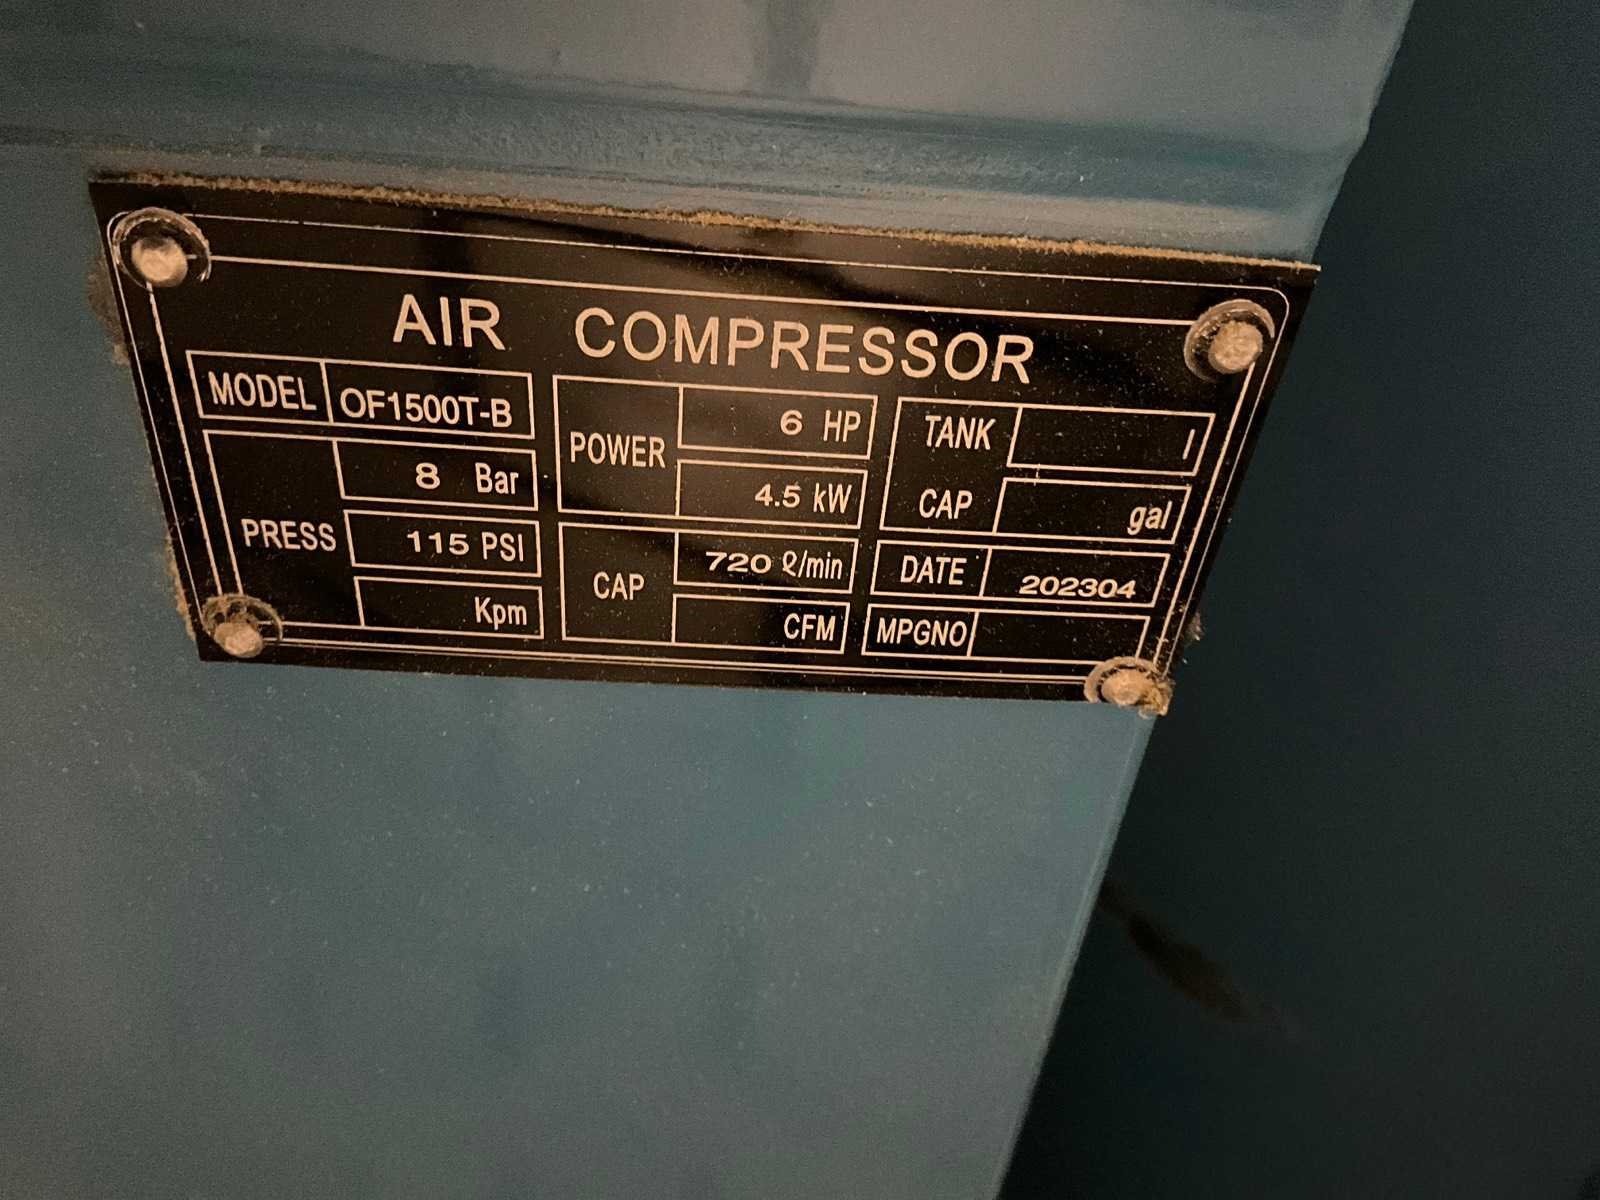 AIR COMPRESSOR
MODEL OF1500T-B
PRESS
8 Bar
115 PSI
Kpm
POWER
6 HP
4.5 kW
CAP
720 ℓ/min
CFM
TANK
CAP
l
gal
DATE 202304
MPGNO